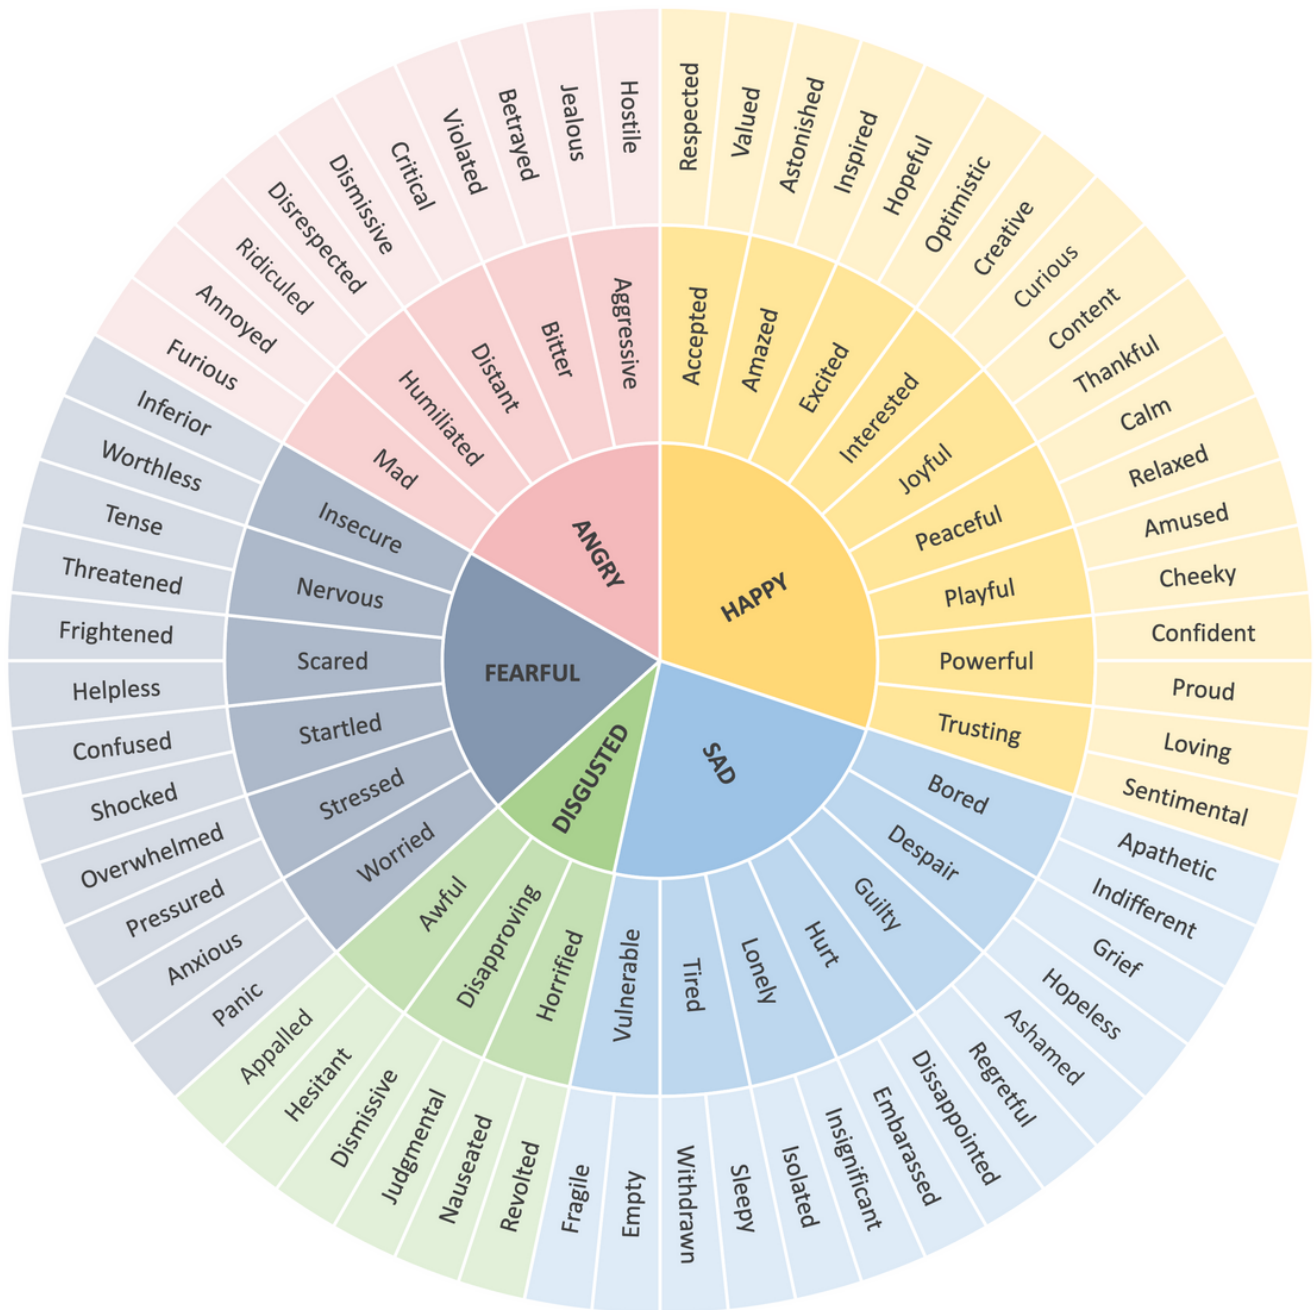 HAPPY
Accepted
Respected
Valued
Amazed
Astonished
Inspired
Excited
Hopeful
Optimistic
Interested
Creative
Curious
Joyful
Content
Thankful
Peaceful
Calm
Relaxed
Playful
Amused
Cheeky
Powerful
Confident
Proud
Trusting
Loving
Sentimental
SAD
Bored
Apathetic
Indifferent
Despair
Grief
Hopeless
Guilty
Ashamed
Regretful
Hurt
Dissappointed
Embarassed
Lonely
Insignificant
Isolated
Tired
Sleepy
Withdrawn
Vulnerable
Empty
Fragile
DISGUSTED
Horrified
Revolted
Nauseated
Disapproving
Judgmental
Dismissive
Awful
Hesitant
Appalled
FEARFUL
Worried
Panic
Anxious
Stressed
Pressured
Overwhelmed
Startled
Shocked
Confused
Scared
Helpless
Frightened
Nervous
Threatened
Tense
Insecure
Worthless
Inferior
ANGRY
Mad
Furious
Annoyed
Humiliated
Ridiculed
Disrespected
Distant
Dismissive
Critical
Bitter
Violated
Betrayed
Aggressive
Jealous
Hostile